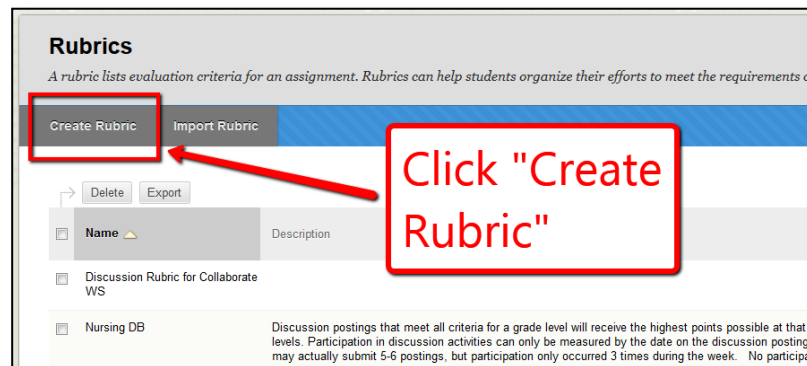 Rubrics
A rubric lists evaluation criteria for an assignment. Rubrics can help students organize their efforts to meet the requirements
Create Rubric Import Rubric
Click "Create
Rubric"
Delete Export
Name Description
Discussion Rubric for Collaborate
WS
Nursing DB
Discussion postings that meet all criteria for a grade level will receive the highest points possible at that
levels. Participation in discussion activities can only be measured by the date on the discussion posting
may actually submit 5-6 postings, but participation only occurred 3 times during the week. No participa